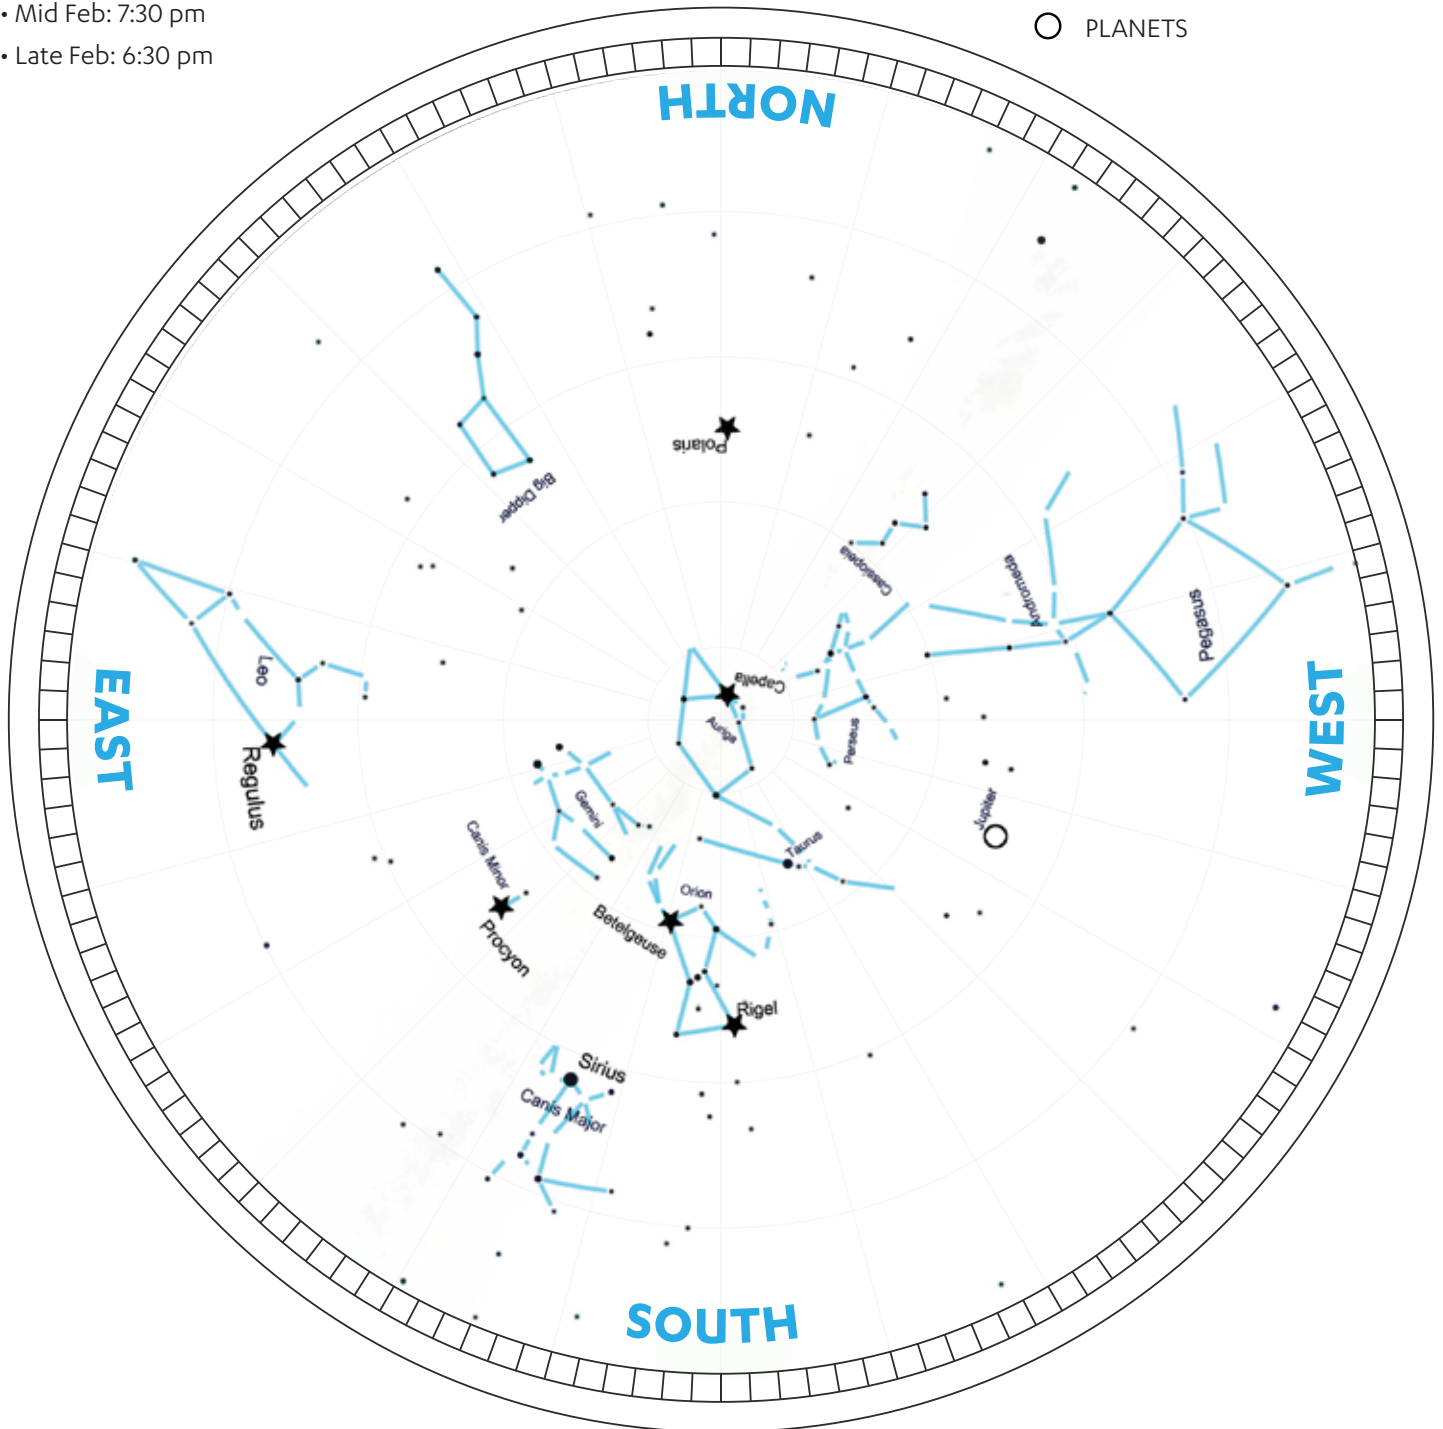 • Mid Feb: 7:30 pm
• Late Feb: 6:30 pm
PLANETS
NORTH
Polaris
Big Dipper
Cassiopeia
Andromeda
Pegasus
Leo
Capella
Auriga
Perseus
EAST
WEST
Regulus
Gemini
Jupiter
Canis Minor
Taurus
Orion
Betelgeuse
Procyon
Rigel
Sirius
Canis Major
SOUTH